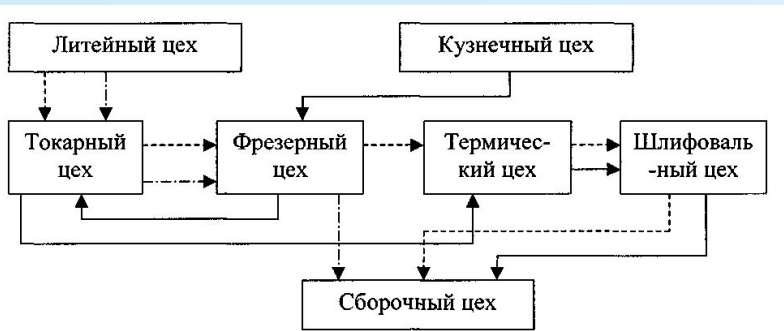 Литейный цех
Кузнечный цех
Токарный
цех
Фрезерный
цех
Термичес-
кий цех
Шлифоваль
-ный цех
Сборочный цех